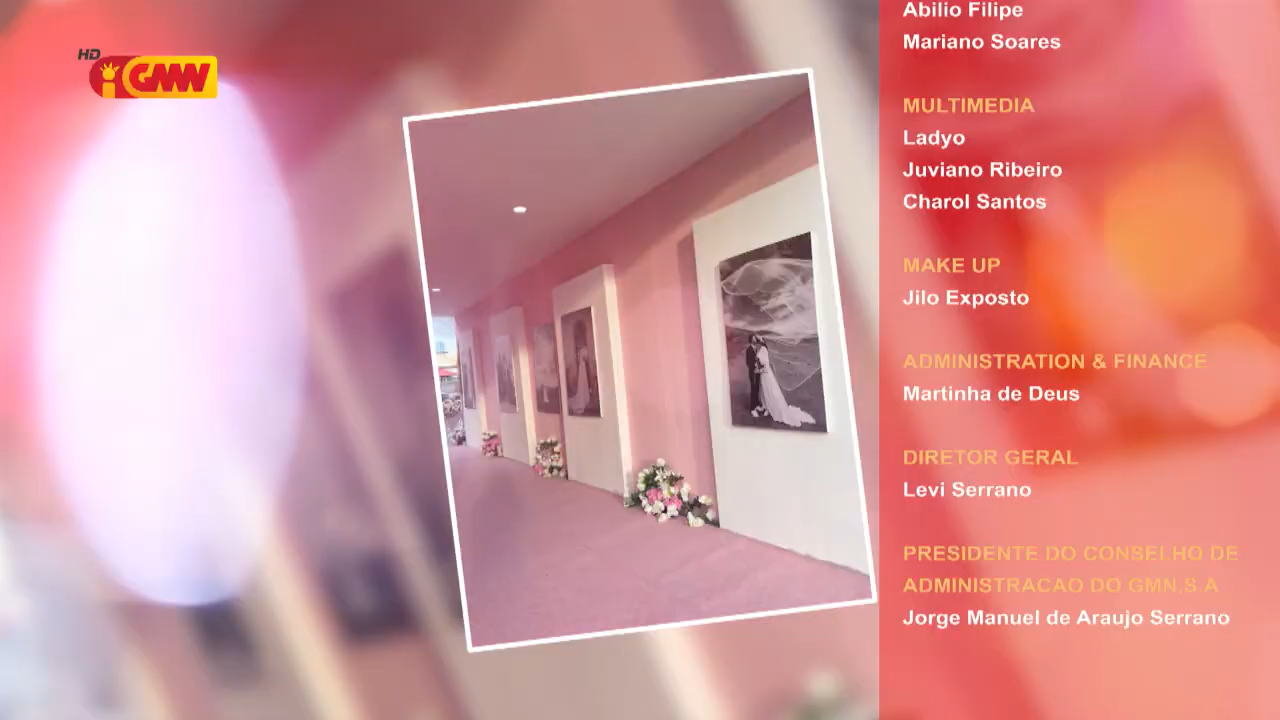 HD
GMN
Abilio Filipe
Mariano Soares
MULTIMEDIA
Ladyo
Juviano Ribeiro
Charol Santos
MAKE UP
Jilo Exposto
ADMINISTRATION & FINANCE
Martinha de Deus
DIRETOR GERAL
Levi Serrano
PRESIDENTE DO CONSELHO DE
ADMINISTRACAO DO GMN,S.A
Jorge Manuel de Araujo Serrano